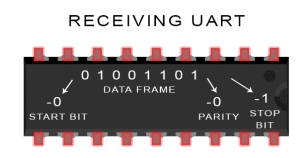 RECEIVING UART
0 1 0 0 1 1 0 1
DATA FRAME
-0
START BIT
-0
PARITY
-1
STOP
BIT